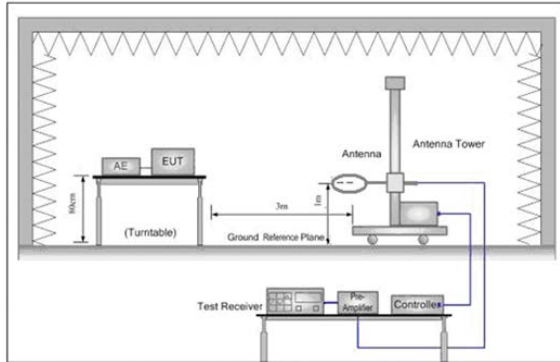 Antenna Tower
Antenna
EUT
AE
80cm
1m
3m
(Turntable)
Ground Reference Plane
Test Receiver
Pre-
Amplifier
Controller